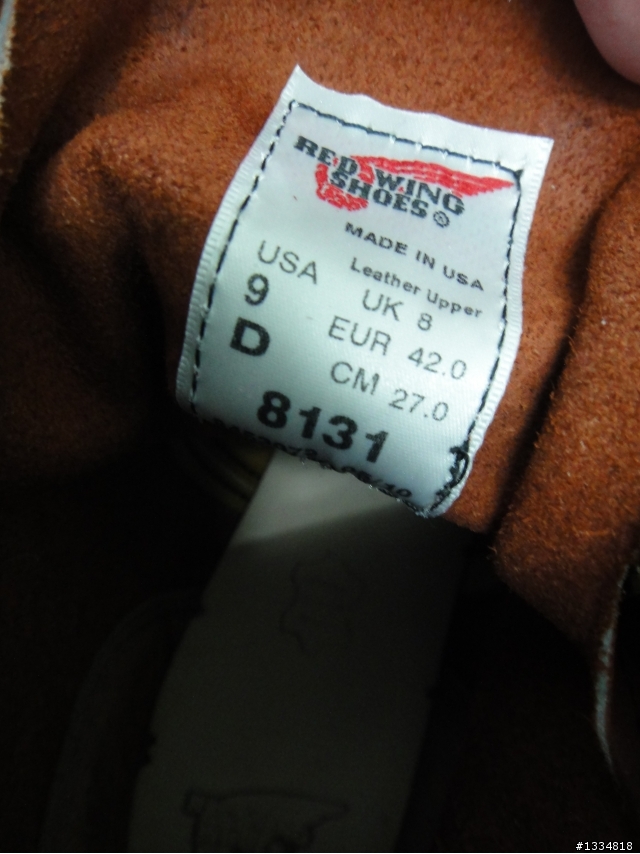 RED WING
SHOES®
MADE IN USA
Leather Upper
USA
9
D
UK 8
EUR 42.0
CM 27.0
8131
#1334818